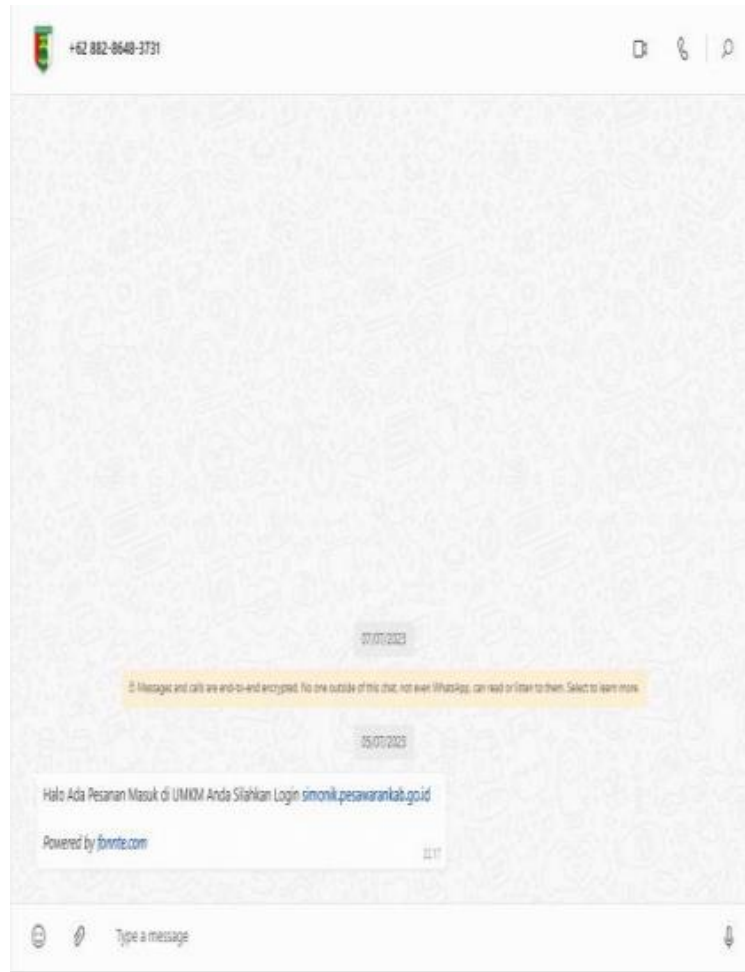 +62 882-8648-3731
07/07/2023
Messages and calls are end-to-end encrypted. No one outside of this chat, not even WhatsApp, can read or listen to them. Select to learn more.
05/07/2023
Halo Ada Pesanan Masuk di UMKM Anda Silahkan Login simonik.pesawarankab.go.id
Powered by fonnte.com
22.17
Type a message